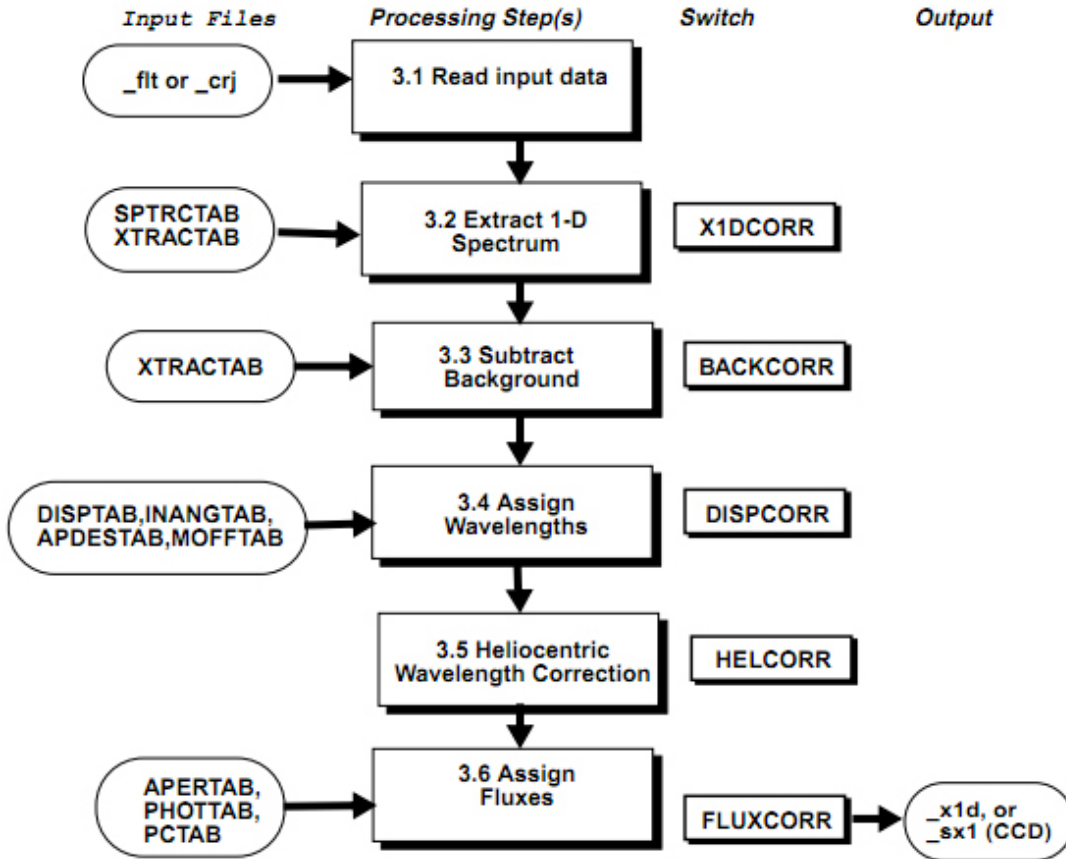 Input Files Processing Step(s) Switch Output
_flt or _crj
3.1 Read input data
SPTRCTAB
XTRACTAB
3.2 Extract 1-D
Spectrum
X1DCORR
XTRACTAB
3.3 Subtract
Background
BACKCORR
DISPTAB,INANGTAB,
APDESTAB,MOFFTAB
3.4 Assign
Wavelengths
DISPCORR
3.5 Heliocentric
Wavelength Correction
HELCORR
APERTAB,
PHOTTAB,
PCTAB
3.6 Assign
Fluxes
FLUXCORR
_x1d, or
_sx1 (CCD)